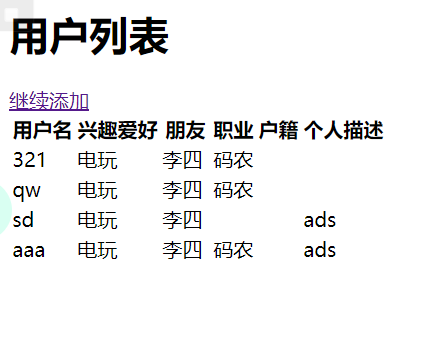 用户列表
继续添加
用户名 兴趣爱好 朋友 职业 户籍 个人描述
321 电玩 李四 码农
qw 电玩 李四 码农
sd 电玩 李四 ads
aaa 电玩 李四 码农 ads